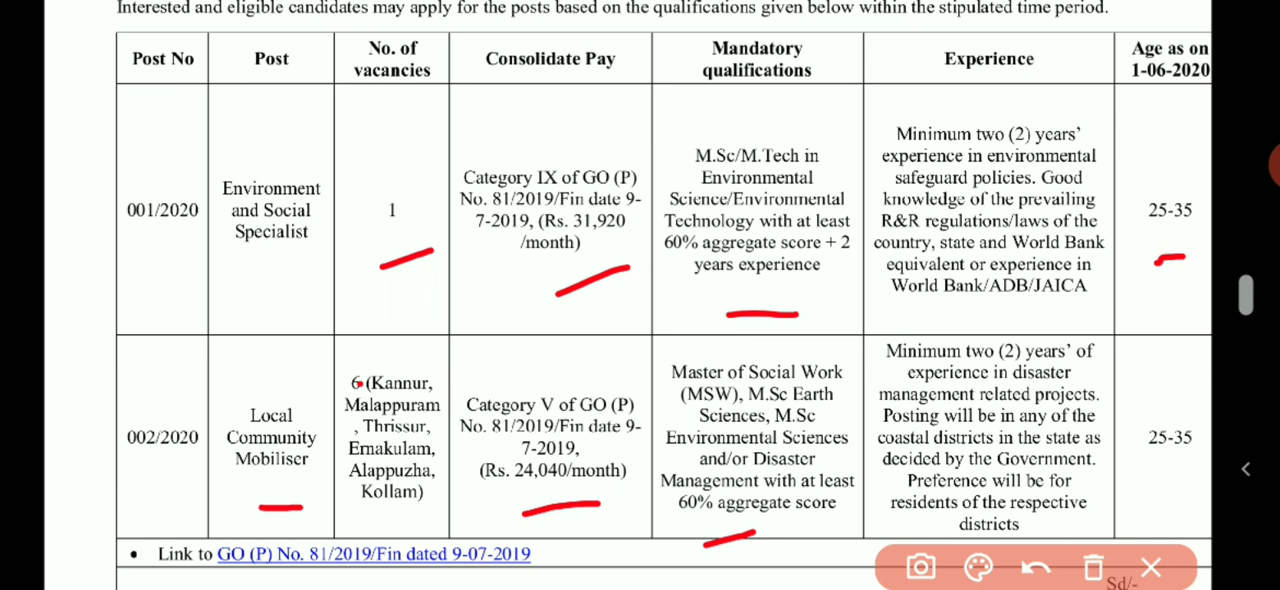 Interested and eligible candidates may apply for the posts based on the qualifications given below within the stipulated time period.
Post No
Post
No. of
vacancies
Consolidate Pay
Mandatory
qualifications
Experience
Age as on
1-06-2020
001/2020
Environment
and Social
Specialist
1
Category IX of GO (P)
No. 81/2019/Fin date 9-
7-2019, (Rs. 31,920
/month)
M.Sc/M.Tech in
Environmental
Science/Environmental
Technology with at least
60% aggregate score + 2
years experience
Minimum two (2) years'
experience in environmental
safeguard policies. Good
knowledge of the prevailing
R&R regulations/laws of the
country, state and World Bank
equivalent or experience in
World Bank/ADB/JAICA
25-35
002/2020
Local
Community
Mobiliser
6 (Kannur,
Malappuram
, Thrissur,
Ernakulam,
Alappuzha,
Kollam)
Category V of GO (P)
No. 81/2019/Fin date 9-
7-2019,
(Rs. 24,040/month)
Master of Social Work
(MSW), M.Sc Earth
Sciences, M.Sc
Environmental Sciences
and/or Disaster
Management with at least
60% aggregate score
Minimum two (2) years' of
experience in disaster
management related projects.
Posting will be in any of the
coastal districts in the state as
decided by the Government.
Preference will be for
residents of the respective
districts
25-35
• Link to GO (P) No. 81/2019/Fin dated 9-07-2019
Sd/-